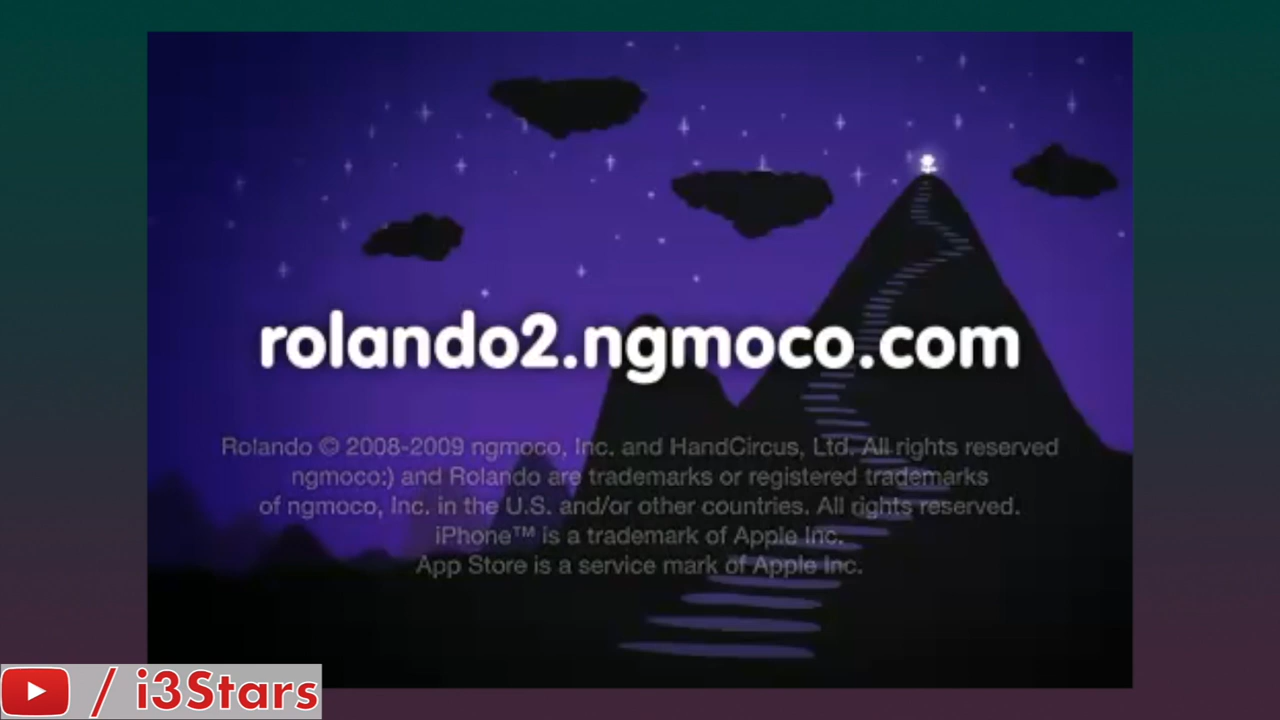 rolando2.ngmoco.com
Rolando © 2008-2009 ngmoco, Inc. and HandCircus, Ltd. All rights reserved
ngmoco:) and Rolando are trademarks or registered trademarks
of ngmoco, Inc. in the U.S. and/or other countries. All rights reserved.
iPhone™ is a trademark of Apple Inc.
App Store is a service mark of Apple Inc.
/ i3Stars